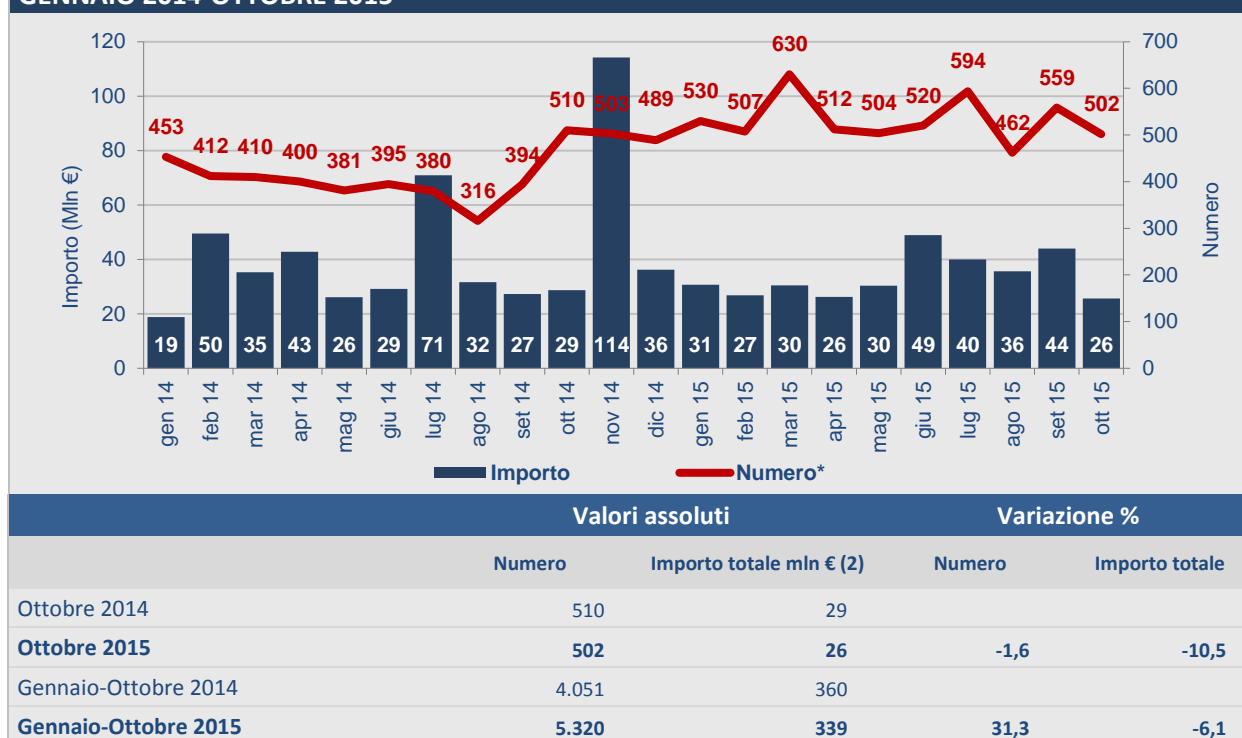 GENNAIO 2014-OTTOBRE 2015
120 700
100 600
80 500
60 400
40 300
20 200
0 100
0
Importo (Mln €)
Numero
453 412 410 400 381 395 380 316 394 510 503 489 530 507 630 512 504 520 594 462 559 502
19 50 35 43 26 29 71 32 27 29 114 36 31 27 30 26 30 49 40 36 44 26
gen 14 feb 14 mar 14 apr 14 mag 14 giu 14 lug 14 ago 14 set 14 ott 14 nov 14 dic 14 gen 15 feb 15 mar 15 apr 15 mag 15 giu 15 lug 15 ago 15 set 15 ott 15
Importo Numero*
Valori assoluti Variazione %
Numero Importo totale mln € (2) Numero Importo totale
Ottobre 2014 510 29
Ottobre 2015 502 26 -1,6 -10,5
Gennaio-Ottobre 2014 4.051 360
Gennaio-Ottobre 2015 5.320 339 31,3 -6,1